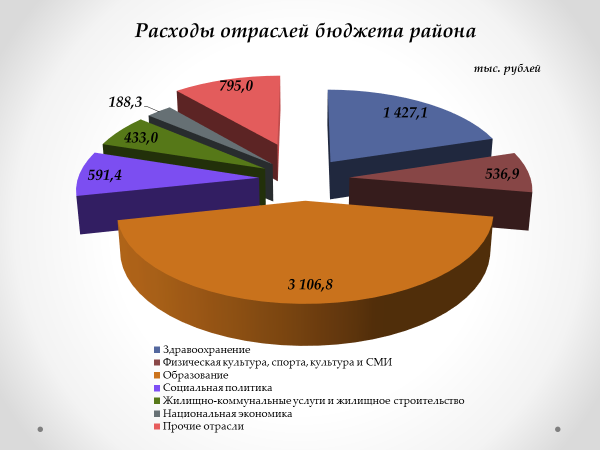 Расходы отраслей бюджета района
тыс. рублей
795,0
188,3
1 427,1
433,0
591,4
536,9
3 106,8
Здравоохранение
Физическая культура, спорта, культура и СМИ
Образование
Социальная политика
Жилищно-коммунальные услуги и жилищное строительство
Национальная экономика
Прочие отрасли